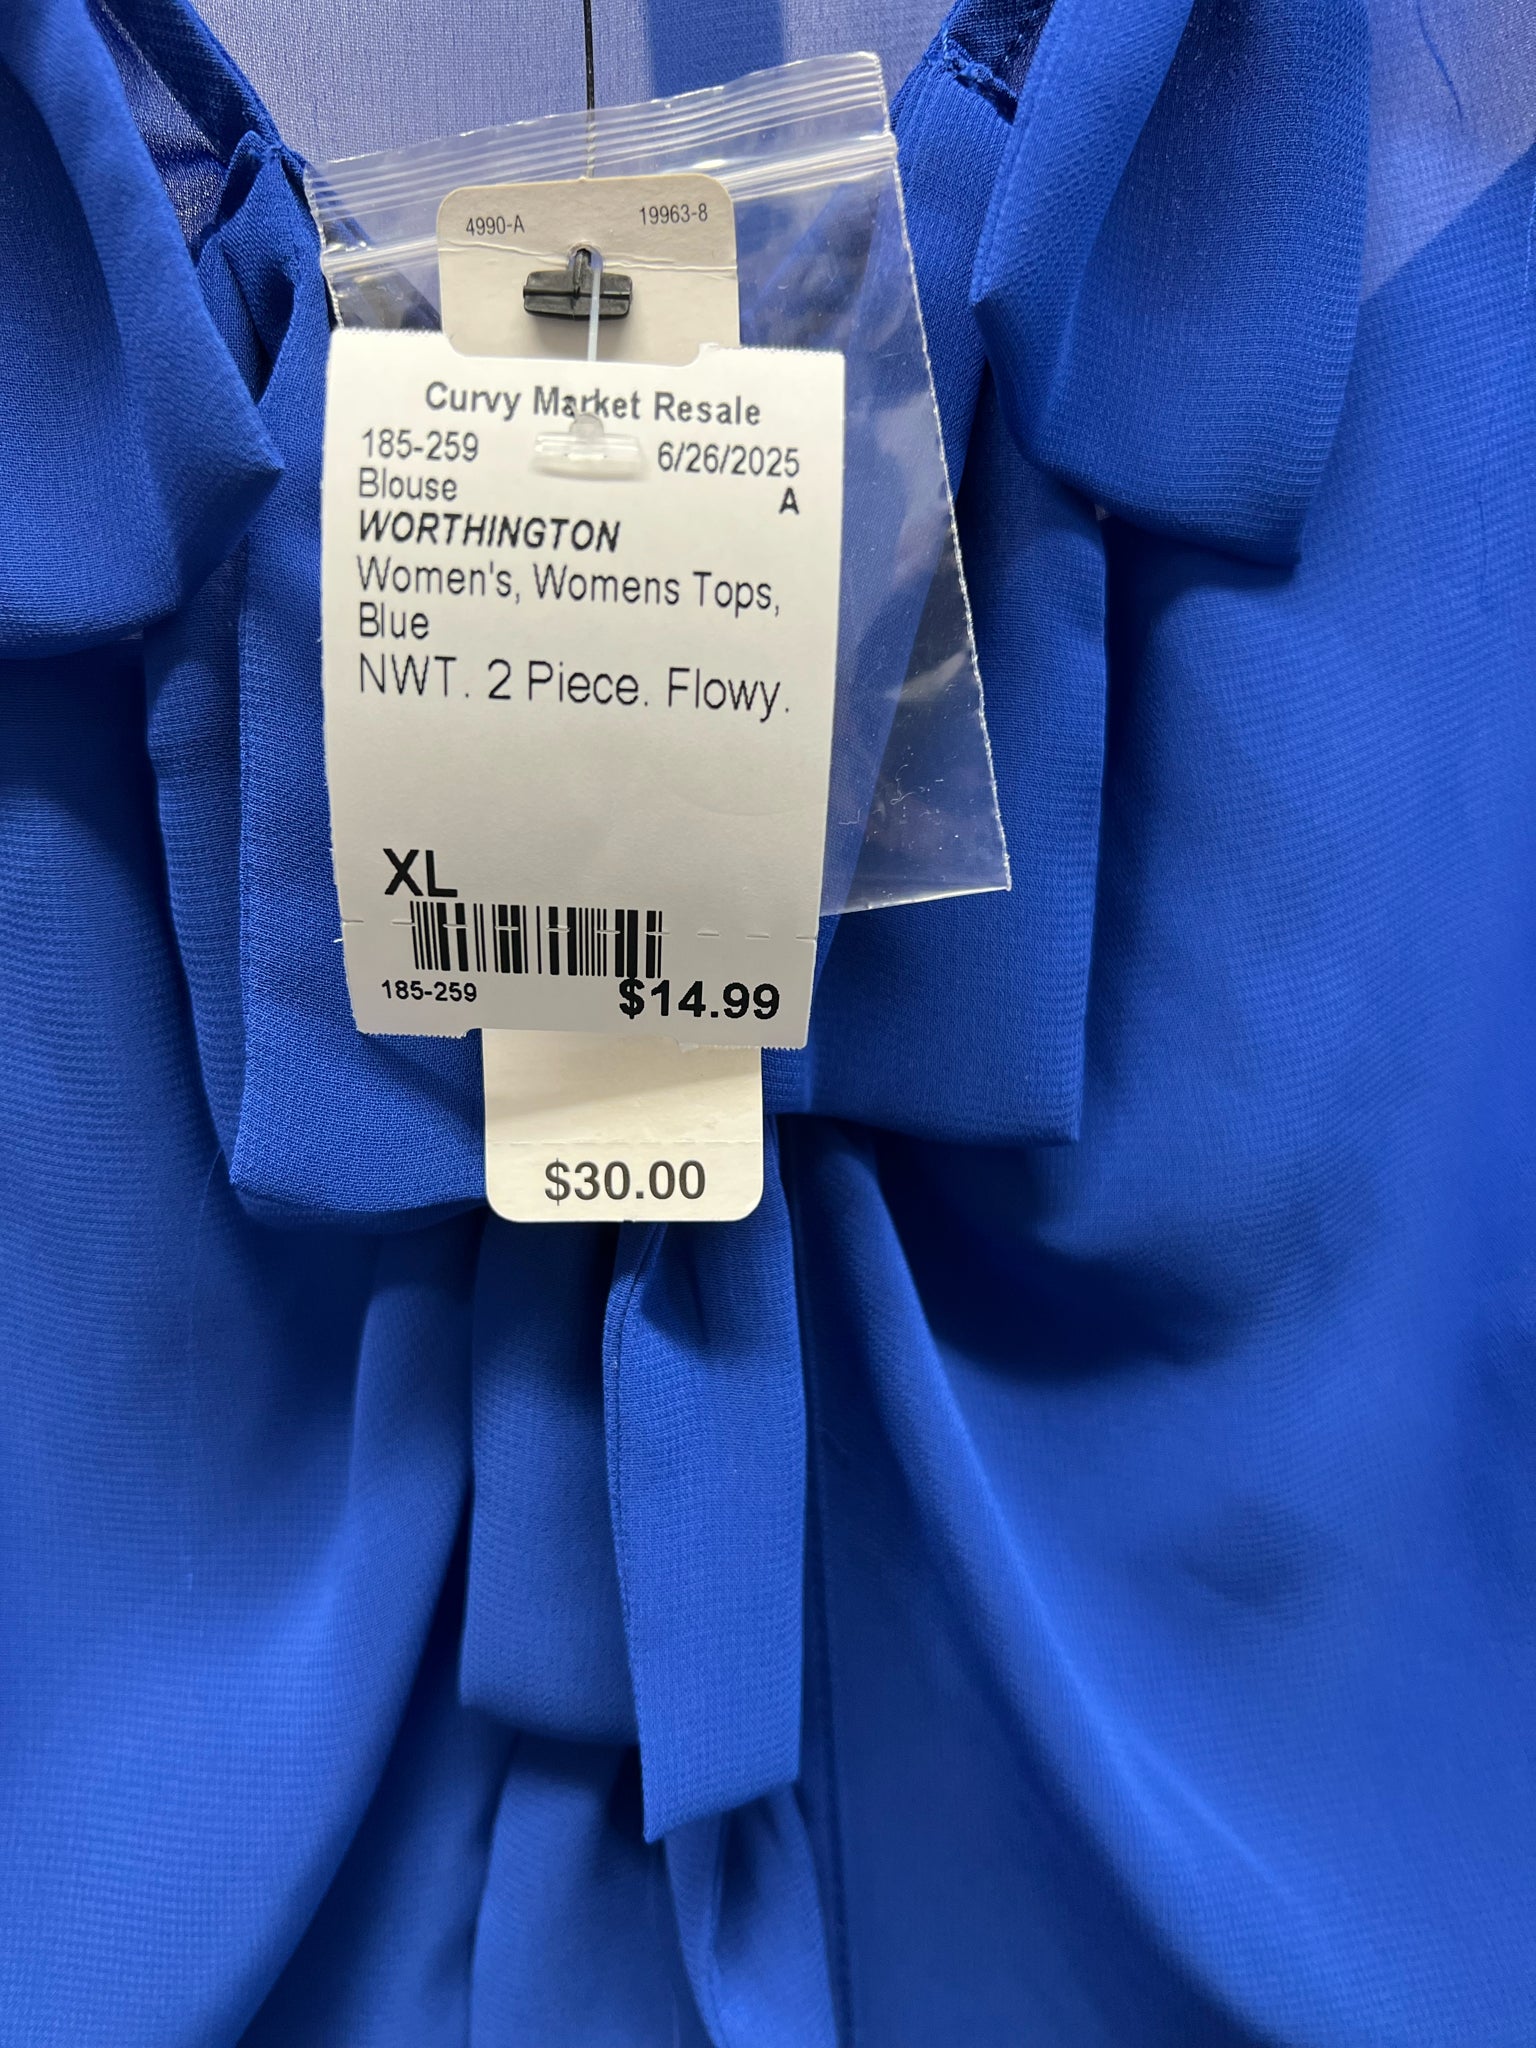 4990-A 19963-8
Curvy Market Resale
185-259 6/26/2025
Blouse A
WORTHINGTON
Women's, Womens Tops,
Blue
NWT. 2 Piece. Flowy.
XL
185-259 $14.99
$30.00